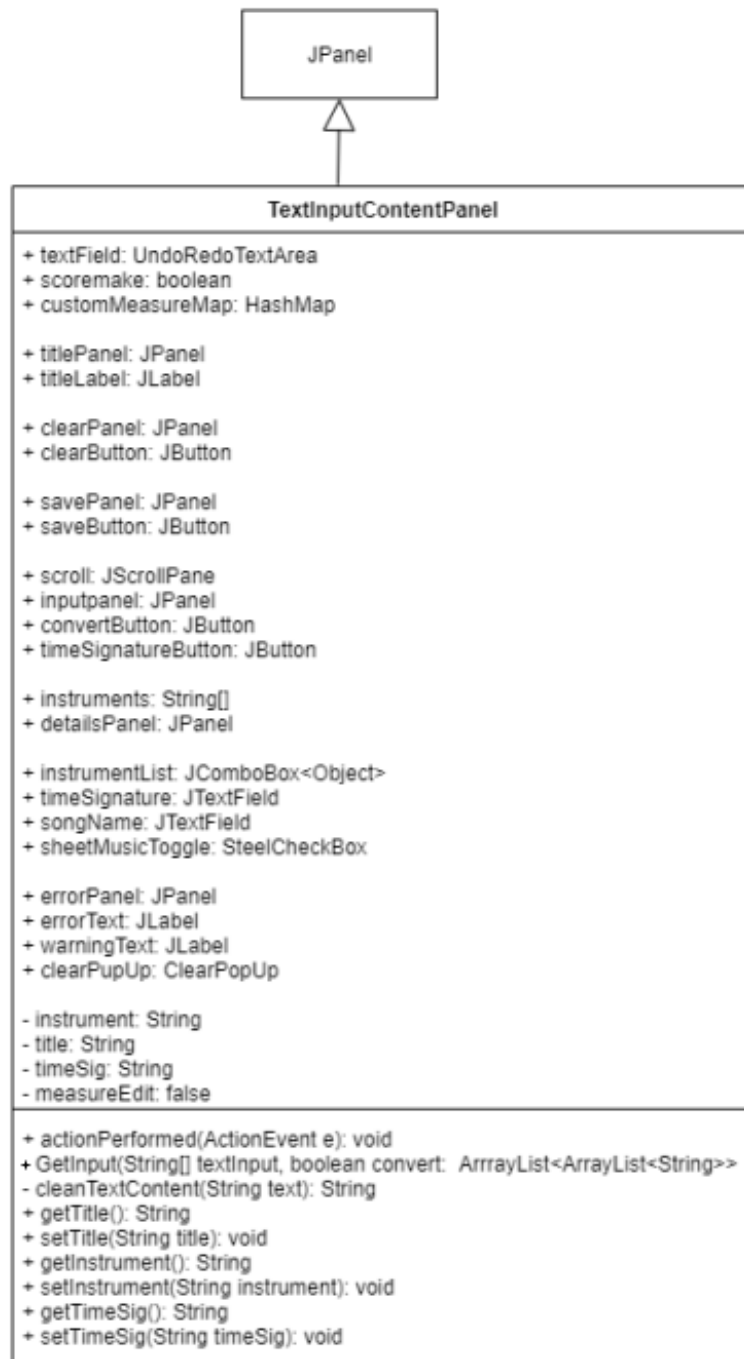 JPanel
TextInputContentPanel
+ textField: UndoRedoTextArea
+ scoremake: boolean
+ customMeasureMap: HashMap
+ titlePanel: JPanel
+ titleLabel: JLabel
+ clearPanel: JPanel
+ clearButton: JButton
+ savePanel: JPanel
+ saveButton: JButton
+ scroll: JScrollPane
+ inputpanel: JPanel
+ convertButton: JButton
+ timeSignatureButton: JButton
+ instruments: String[]
+ detailsPanel: JPanel
+ instrumentList: JComboBox<Object>
+ timeSignature: JTextField
+ songName: JTextField
+ sheetMusicToggle: SteelCheckBox
+ errorPanel: JPanel
+ errorText: JLabel
+ warningText: JLabel
+ clearPupUp: ClearPopUp
- instrument: String
- title: String
- timeSig: String
- measureEdit: false
+ actionPerformed(ActionEvent e): void
+ GetInput(String[] textInput, boolean convert: ArrrayList<ArrayList<String>>
- cleanTextContent(String text): String
+ getTitle(): String
+ setTitle(String title): void
+ getInstrument(): String
+ setInstrument(String instrument): void
+ getTimeSig(): String
+ setTimeSig(String timeSig): void